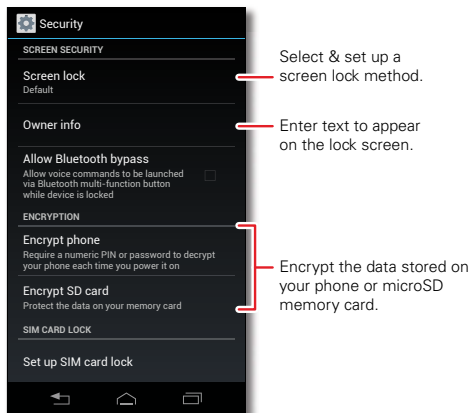 Security
SCREEN SECURITY
Screen lock
Default
Select & set up a
screen lock method.
Owner info
Enter text to appear
on the lock screen.
Allow Bluetooth bypass
Allow voice commands to be launched
via Bluetooth multi-function button
while device is locked
ENCRYPTION
Encrypt phone
Require a numeric PIN or password to decrypt
your phone each time you power it on
Encrypt SD card
Protect the data on your memory card
Encrypt the data stored on
your phone or microSD
memory card.
SIM CARD LOCK
Set up SIM card lock